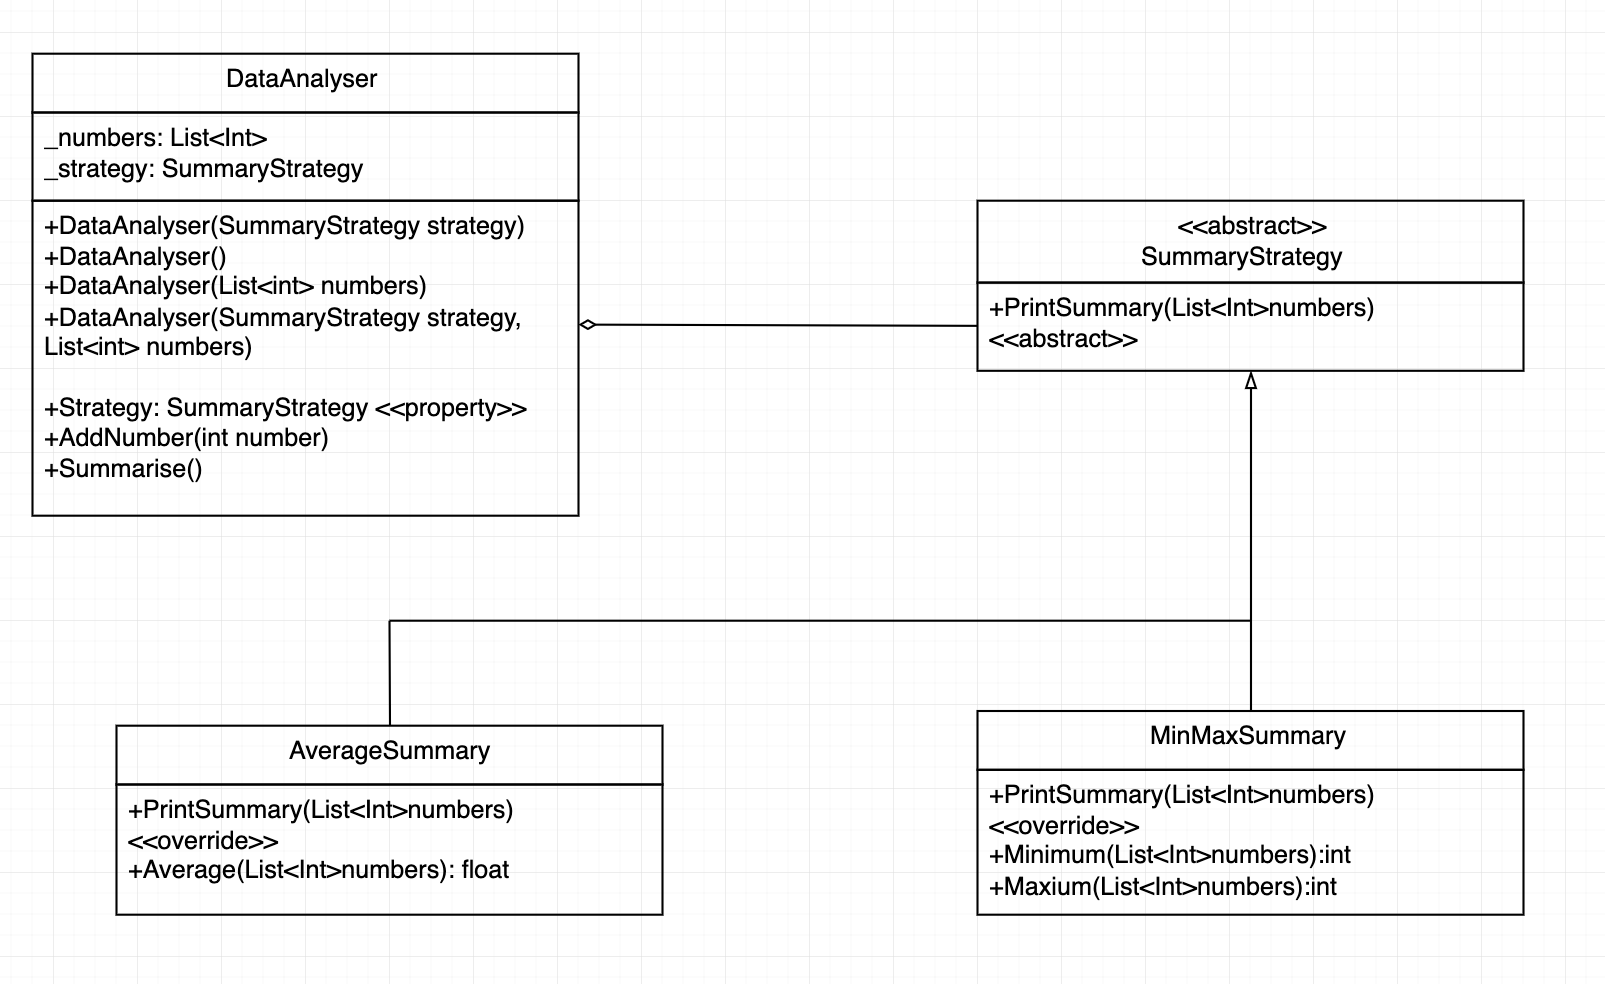 DataAnalyser
_numbers: List<Int>
_strategy: SummaryStrategy
+DataAnalyser(SummaryStrategy strategy)
+DataAnalyser()
+DataAnalyser(List<int> numbers)
+DataAnalyser(SummaryStrategy strategy,
List<int> numbers)
+Strategy: SummaryStrategy <<property>>
+AddNumber(int number)
+Summarise()
<<abstract>>
SummaryStrategy
+PrintSummary(List<Int>numbers)
<<abstract>>
AverageSummary
+PrintSummary(List<Int>numbers)
<<override>>
+Average(List<Int>numbers): float
MinMaxSummary
+PrintSummary(List<Int>numbers)
<<override>>
+Minimum(List<Int>numbers):int
+Maxium(List<Int>numbers):int